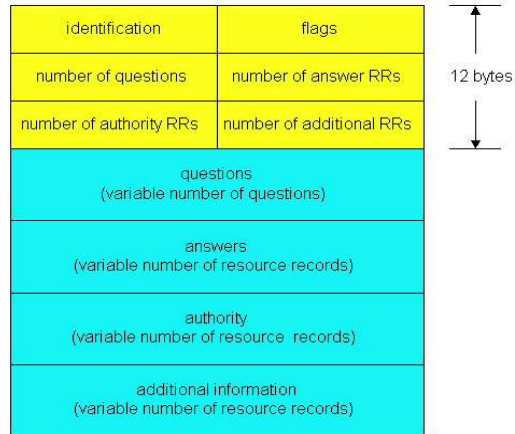 identification
flags
number of questions
number of answer RRs
12 bytes
number of authority RRs
number of additional RRs
questions
(variable number of questions)
answers
(variable number of resource records)
authority
(variable number of resource records)
additional information
(variable number of resource records)